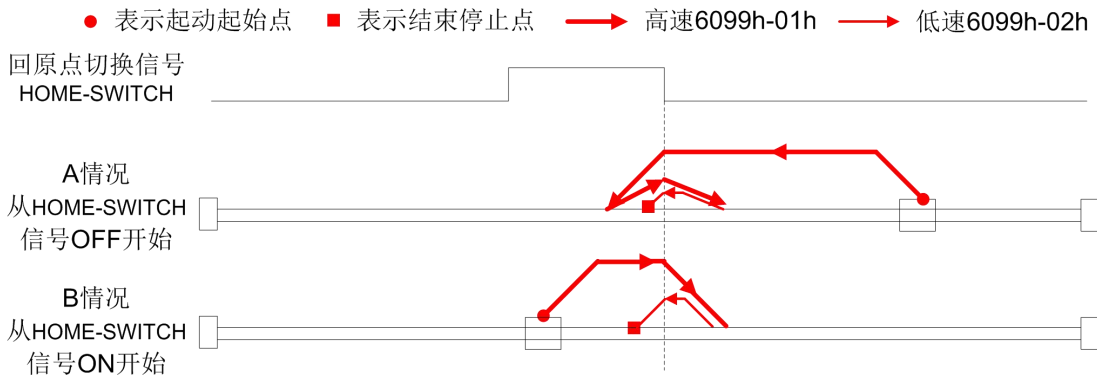 表示起动起始点 表示结束停止点 高速6099h-01h 低速6099h-02h
回原点切换信号
HOME-SWITCH
A情况
从HOME-SWITCH
信号OFF开始
B情况
从HOME-SWITCH
信号ON开始